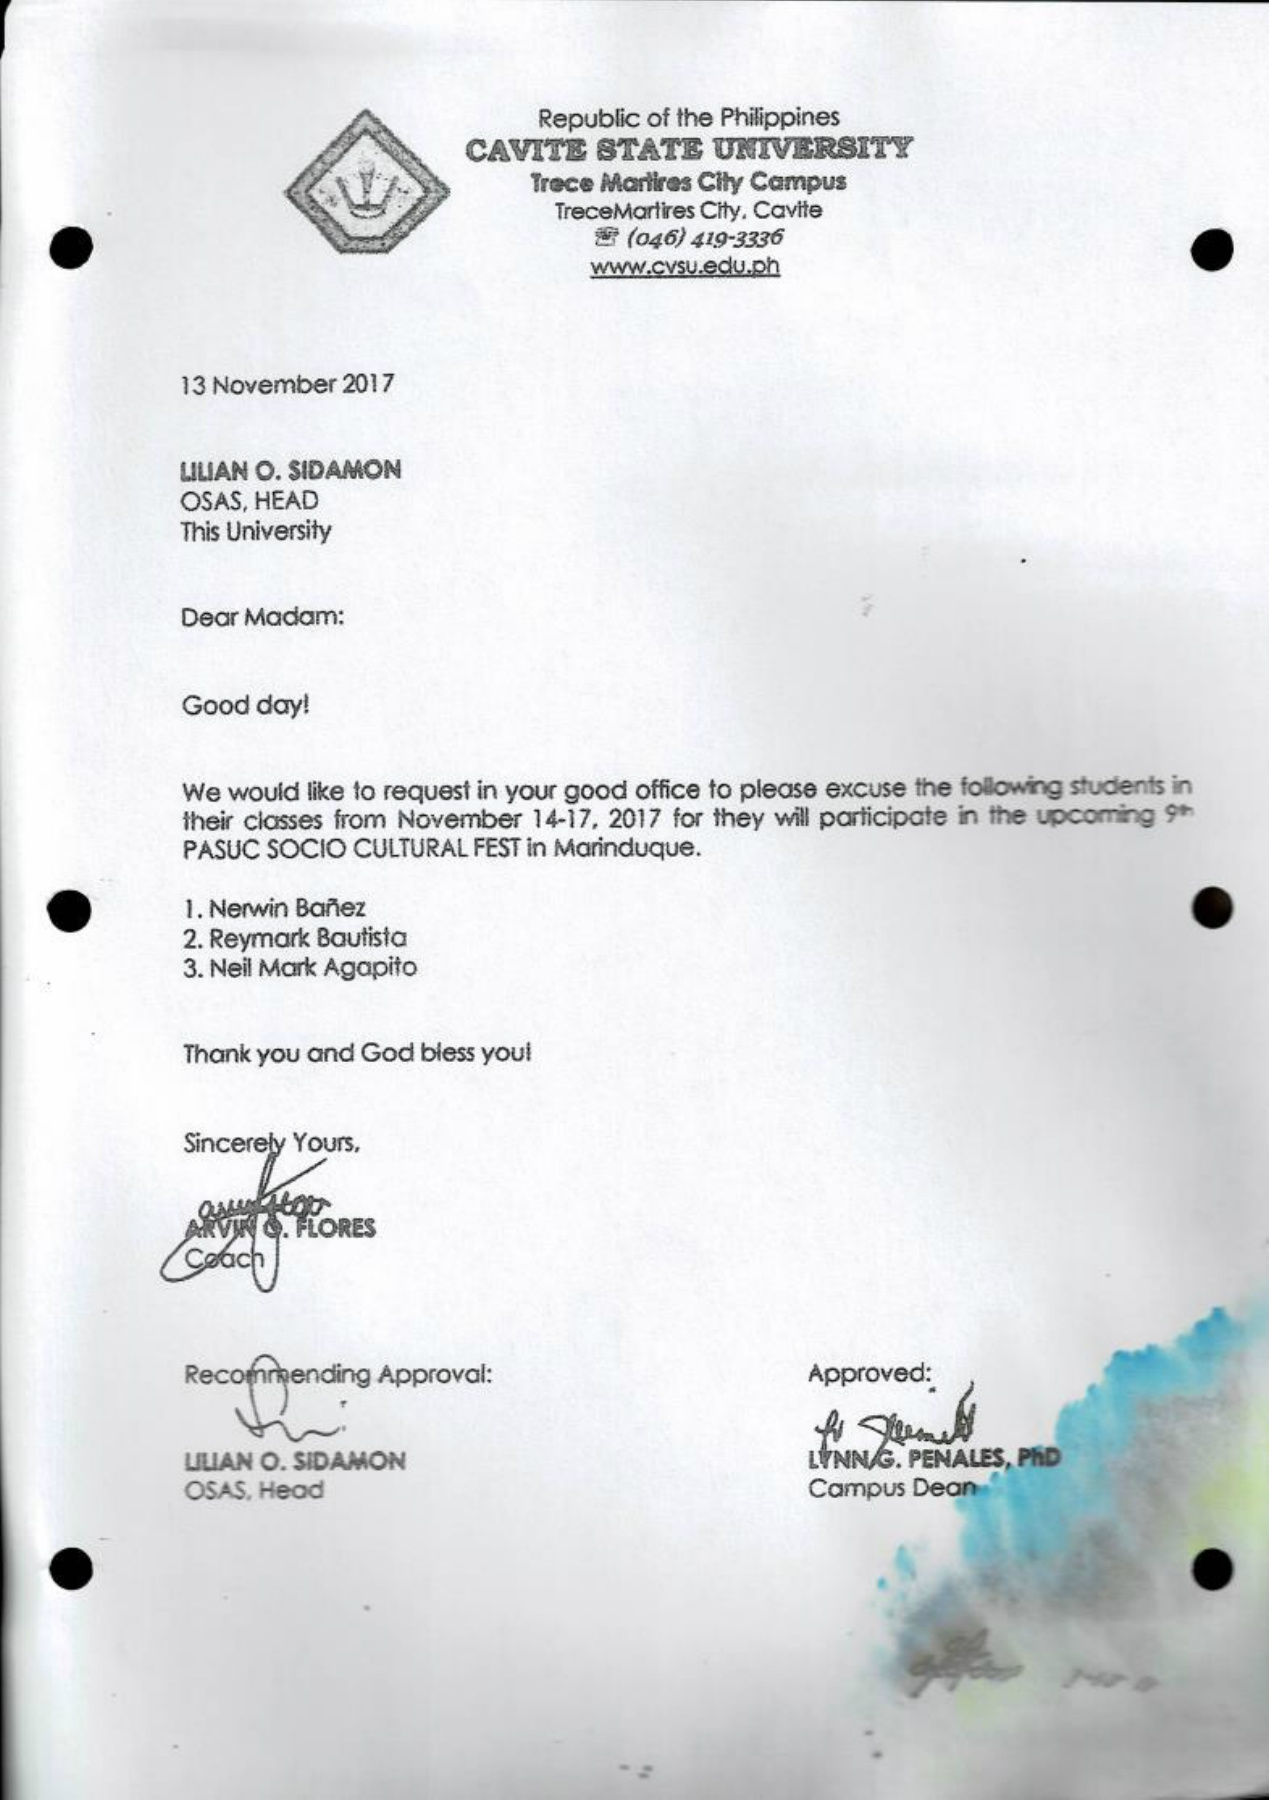 Republic of the Philippines
CAVITE STATE UNIVERSITY
Trece Martires City Campus
TreceMartires City, Cavite
☏ (046) 419-3336
www.cvsu.edu.ph
13 November 2017
LILIAN O. SIDAMON
OSAS, HEAD
This University
Dear Madam:
Good day!
We would like to request in your good office to please excuse the following students in
their classes from November 14-17, 2017 for they will participate in the upcoming 9th
PASUC SOCIO CULTURAL FEST in Marinduque.
1. Nerwin Bañez
2. Reymark Bautista
3. Neil Mark Agapito
Thank you and God bless you!
Sincerely Yours,
ARVIN O. FLORES
Coach
Recommending Approval:
LILIAN O. SIDAMON
OSAS, Head
Approved:
LYNN G. PENALES, PhD
Campus Dean